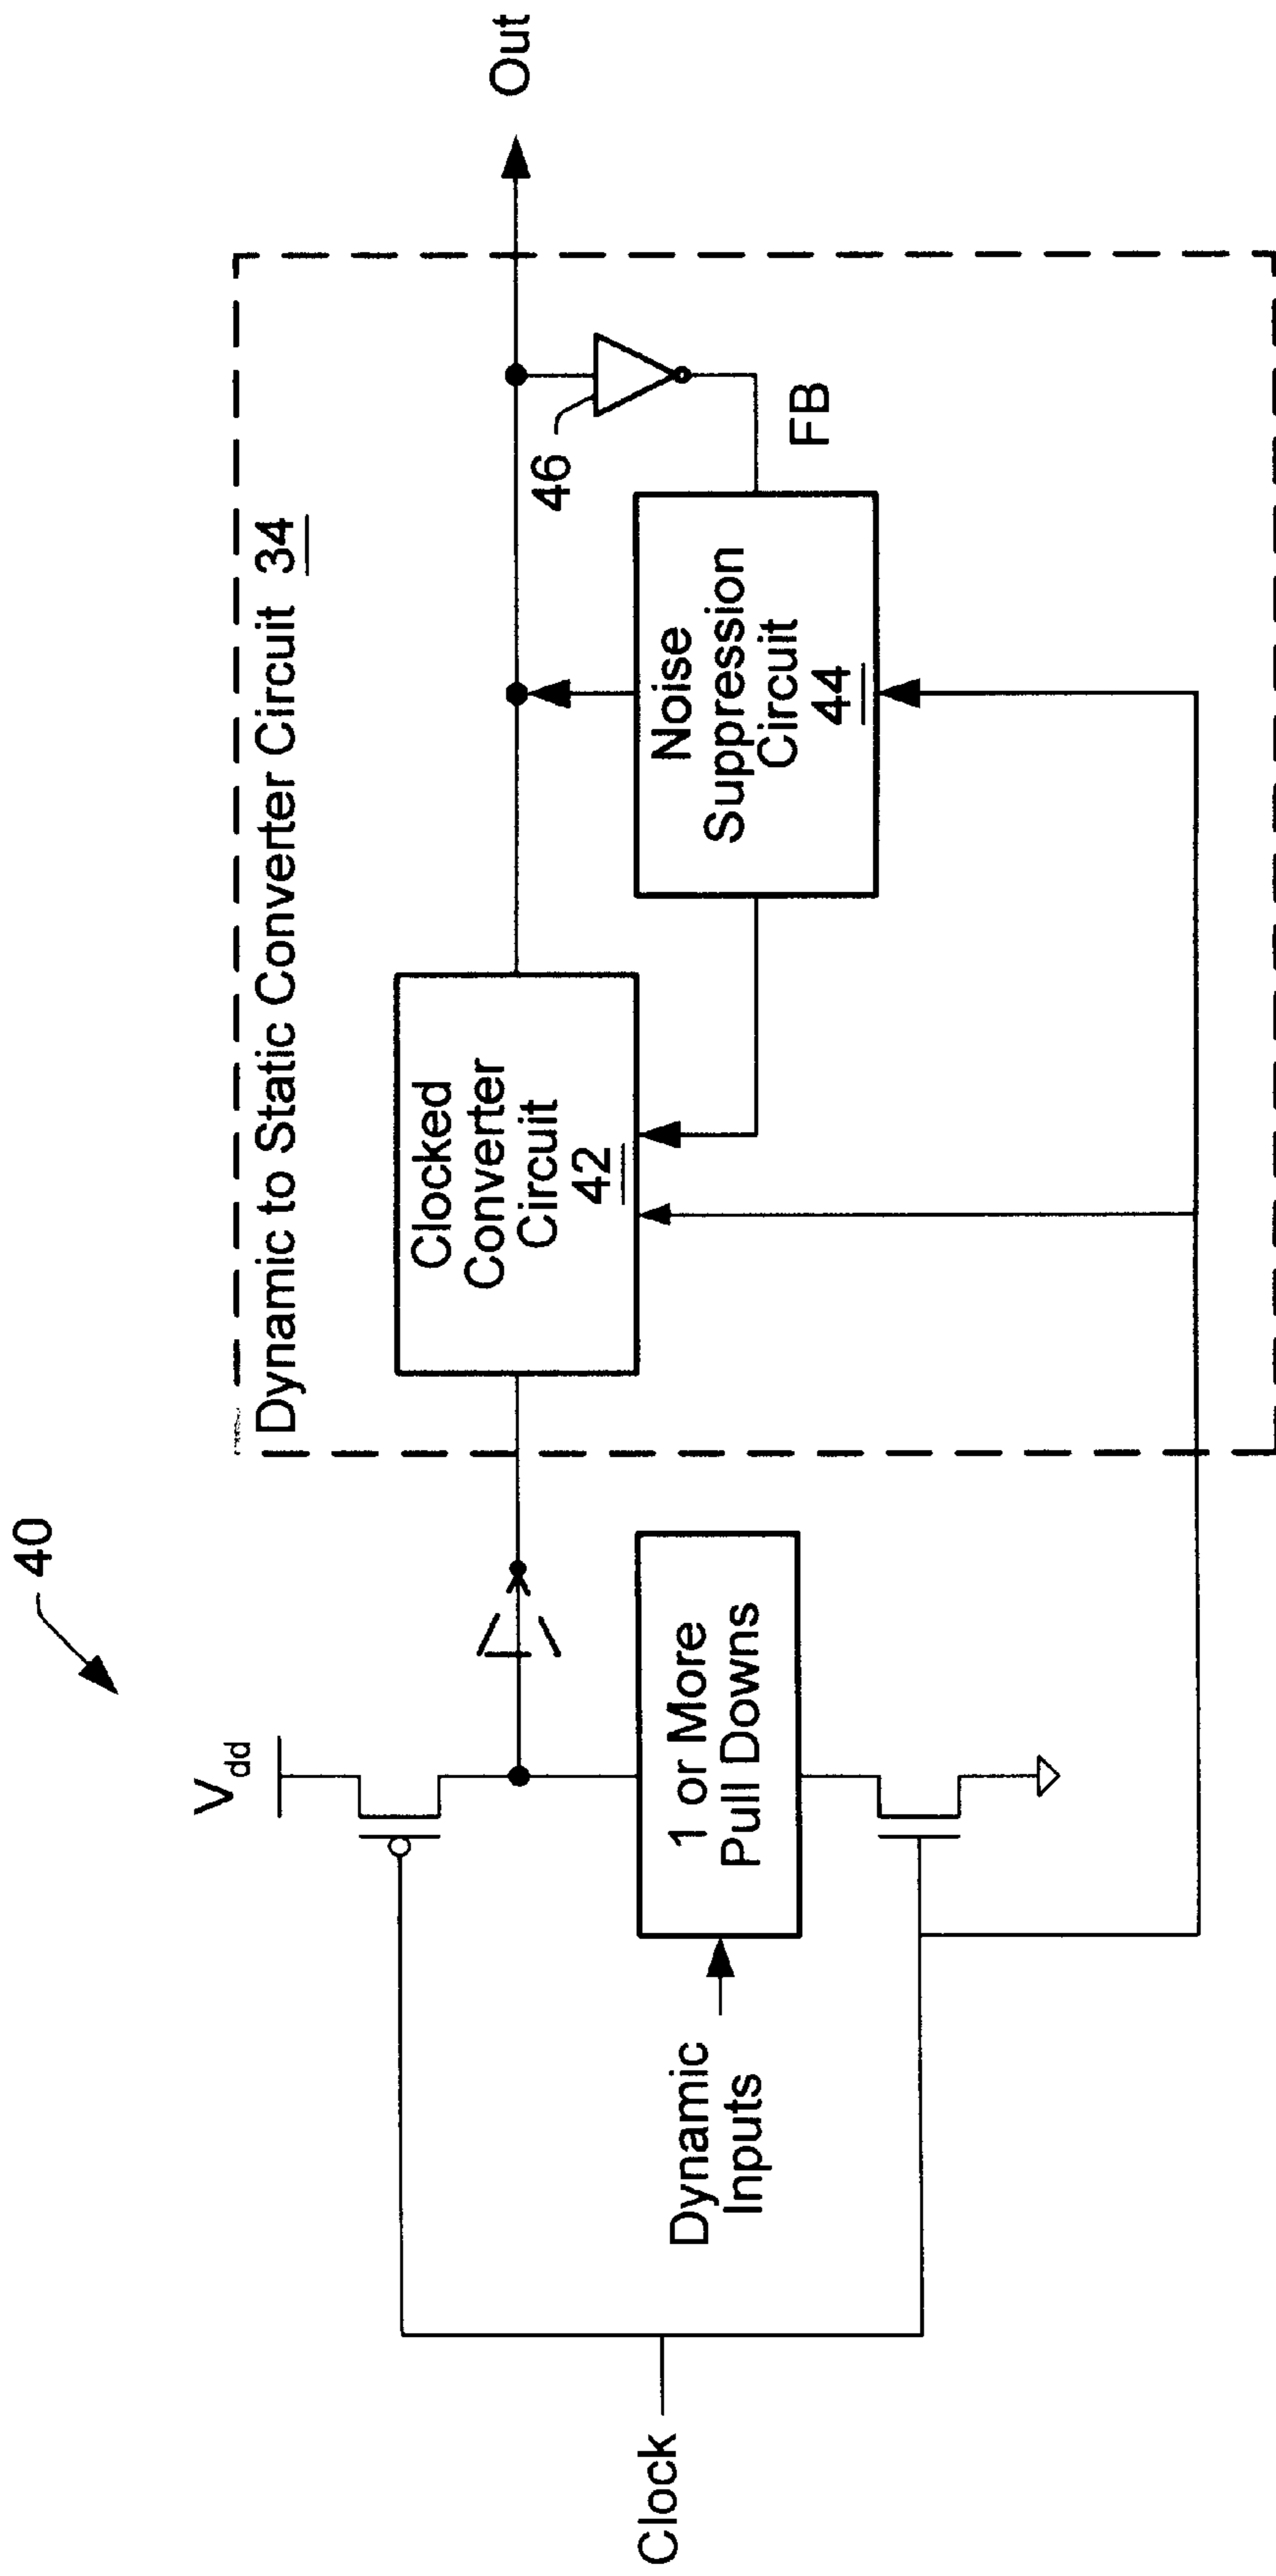 40
Dynamic to Static Converter Circuit 34
V_dd
Out
Clocked
Converter
Circuit
42
46
FB
Noise
Suppression
Circuit
44
1 or More
Pull Downs
Dynamic
Inputs
Clock